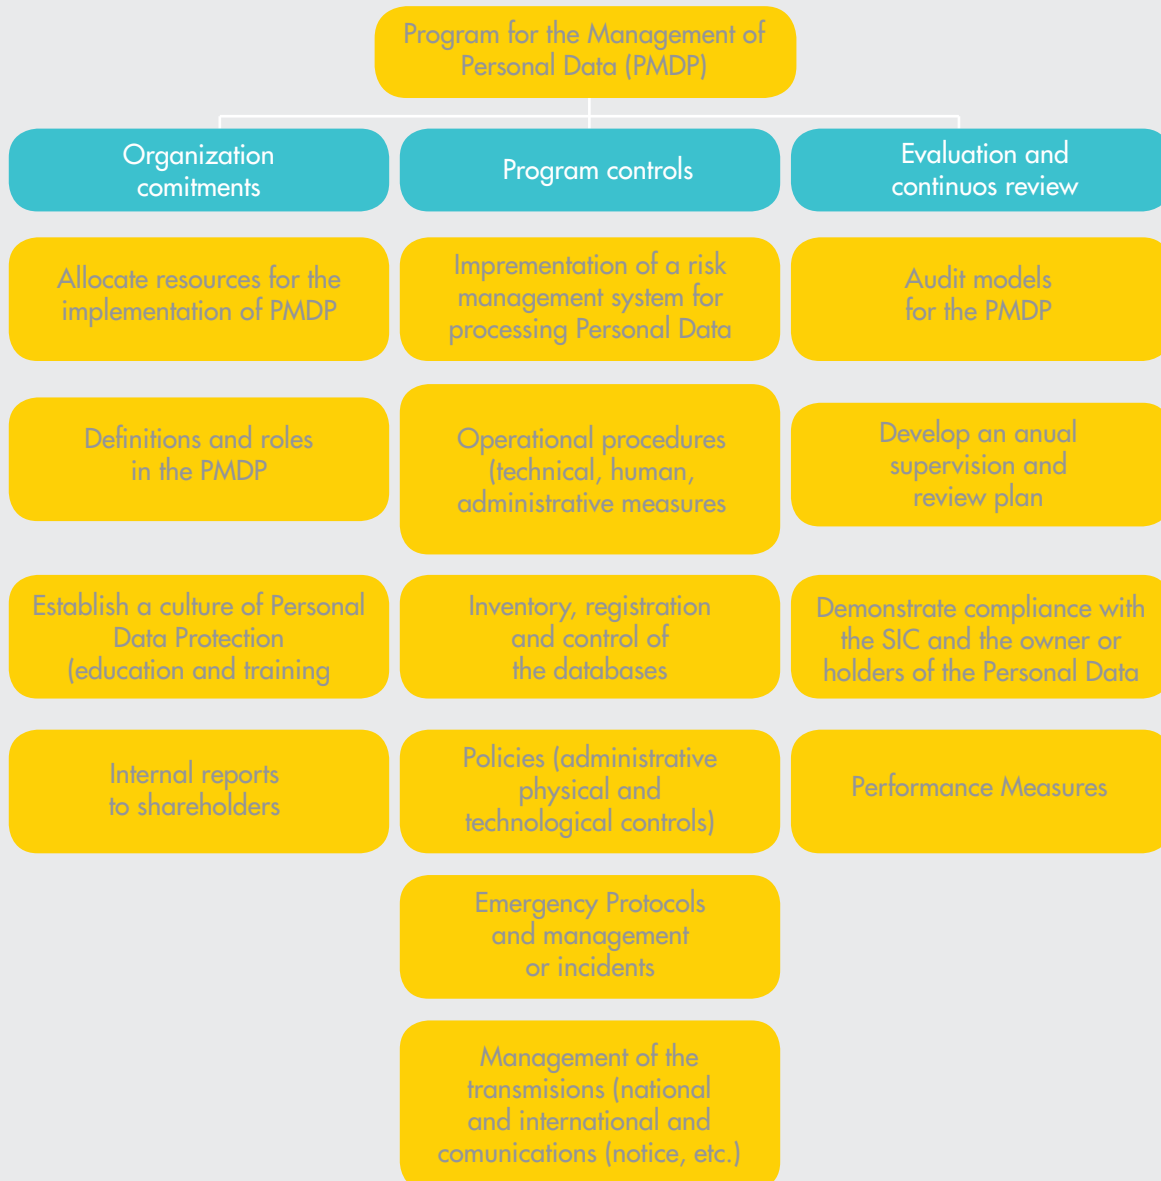 Program for the Management of
Personal Data (PMDP)
Organization
comitments
Allocate resources for the
implementation of PMDP
Definitions and roles
in the PMDP
Establish a culture of Personal
Data Protection
(education and training
Internal reports
to shareholders
Program controls
Imprementation of a risk
management system for
processing Personal Data
Operational procedures
(technical, human,
administrative measures
Inventory, registration
and control of
the databases
Policies (administrative
physical and
technological controls)
Emergency Protocols
and management
or incidents
Management of the
transmisions (national
and international and
comunications (notice, etc.)
Evaluation and
continuos review
Audit models
for the PMDP
Develop an anual
supervision and
review plan
Demonstrate compliance with
the SIC and the owner or
holders of the Personal Data
Performance Measures